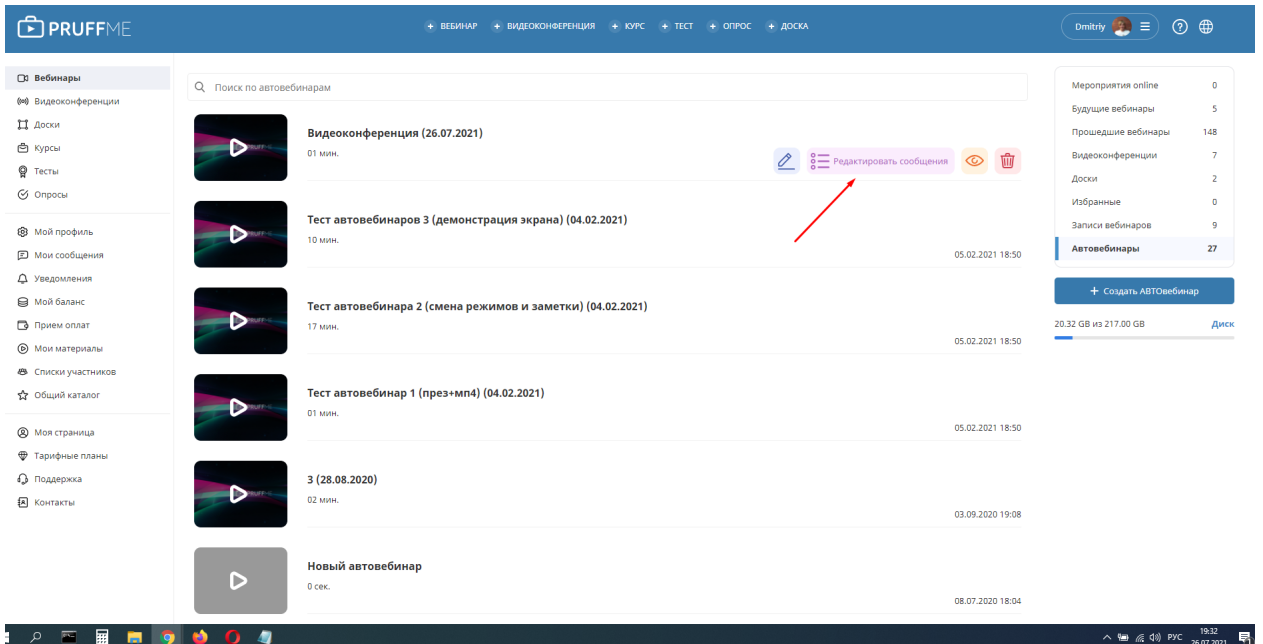 PRUFFME
ВЕБИНАР
ВИДЕОКОНФЕРЕНЦИЯ
КУРС
ТЕСТ
ОПРОС
ДОСКА
Dmitriy
Вебинары
Видеоконференции
Доски
Курсы
Тесты
Опросы
Мой профиль
Мои сообщения
Уведомления
Мой баланс
Прием оплат
Мои материалы
Списки участников
Общий каталог
Моя страница
Тарифные планы
Поддержка
Контакты
Поиск по автовебинарам
Видеоконференция (26.07.2021)
01 мин.
Редактировать сообщения
Тест автовебинаров 3 (демонстрация экрана) (04.02.2021)
10 мин.
05.02.2021 18:50
Тест автовебинара 2 (смена режимов и заметки) (04.02.2021)
17 мин.
05.02.2021 18:50
Тест автовебинар 1 (през+мп4) (04.02.2021)
01 мин.
05.02.2021 18:50
3 (28.08.2020)
02 мин.
03.09.2020 19:08
Новый автовебинар
0 сек.
08.07.2020 18:04
Мероприятия online 0
Будущие вебинары 5
Прошедшие вебинары 148
Видеоконференции 7
Доски 2
Избранные 0
Записи вебинаров 9
Автовебинары 27
+ Создать АВТОвебинар
20.32 GB из 217.00 GB Диск
РУС
19:32
26.07.2021